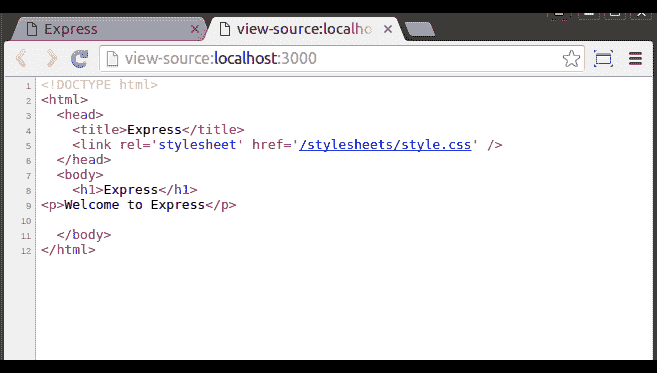 Express
view-source:localho
view-source:localhost:3000
1 <!DOCTYPE html>
2 <html>
3   <head>
4     <title>Express</title>
5     <link rel='stylesheet' href='/stylesheets/style.css' />
6   </head>
7   <body>
8     <h1>Express</h1>
9 <p>Welcome to Express</p>
10
11   </body>
12 </html>